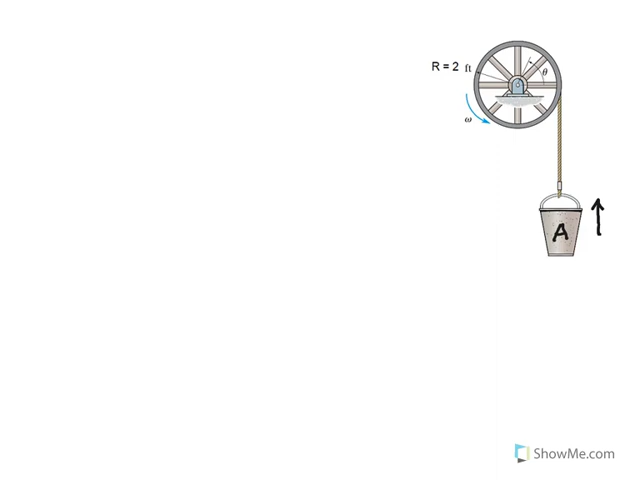 R = 2 ft
θ
ω
A
ShowMe.com